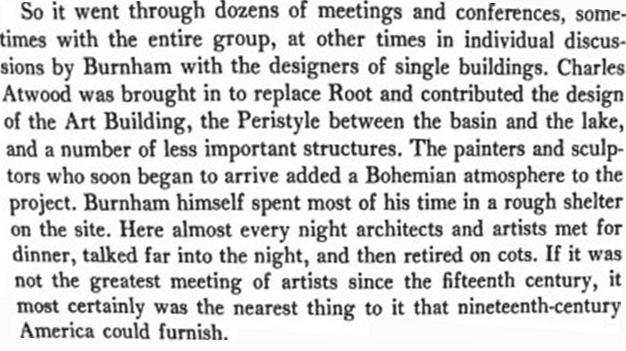 So it went through dozens of meetings and conferences, some-
times with the entire group, at other times in individual discus-
sions by Burnham with the designers of single buildings. Charles
Atwood was brought in to replace Root and contributed the design
of the Art Building, the Peristyle between the basin and the lake,
and a number of less important structures. The painters and sculp-
tors who soon began to arrive added a Bohemian atmosphere to the
project. Burnham himself spent most of his time in a rough shelter
on the site. Here almost every night architects and artists met for
dinner, talked far into the night, and then retired on cots. If it was
not the greatest meeting of artists since the fifteenth century, it
most certainly was the nearest thing to it that nineteenth-century
America could furnish.